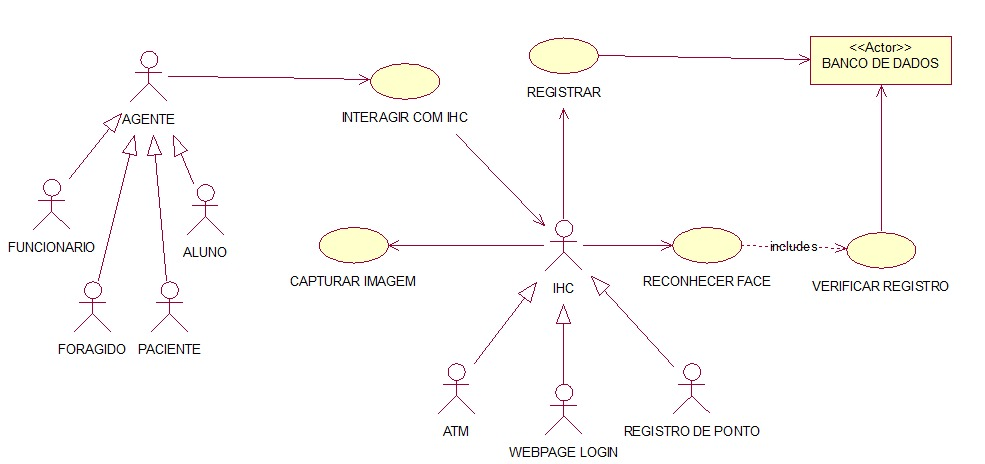 <<Actor>>
BANCO DE DADOS
REGISTRAR
AGENTE
INTERAGIR COM IHC
FUNCIONARIO
ALUNO
includes
CAPTURAR IMAGEM
IHC
RECONHECER FACE
VERIFICAR REGISTRO
FORAGIDO
PACIENTE
ATM
WEBPAGE LOGIN
REGISTRO DE PONTO